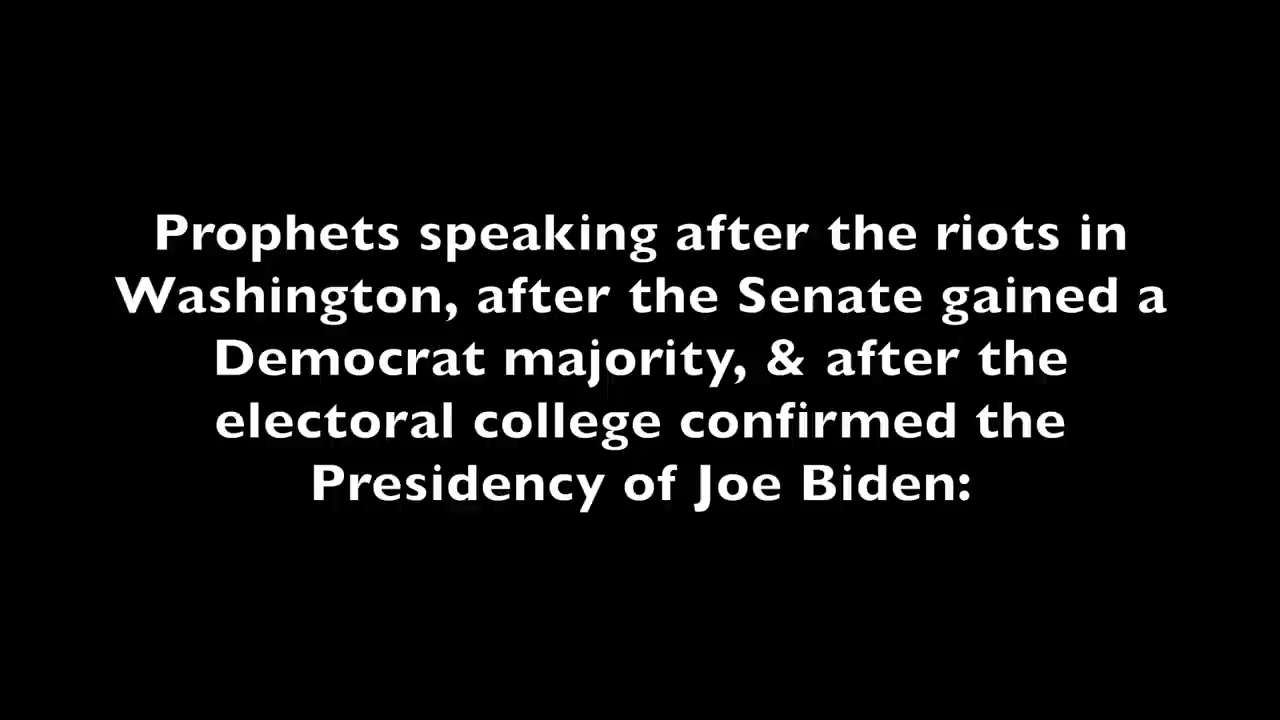 Prophets speaking after the riots in
Washington, after the Senate gained a
Democrat majority, & after the
electoral college confirmed the
Presidency of Joe Biden: